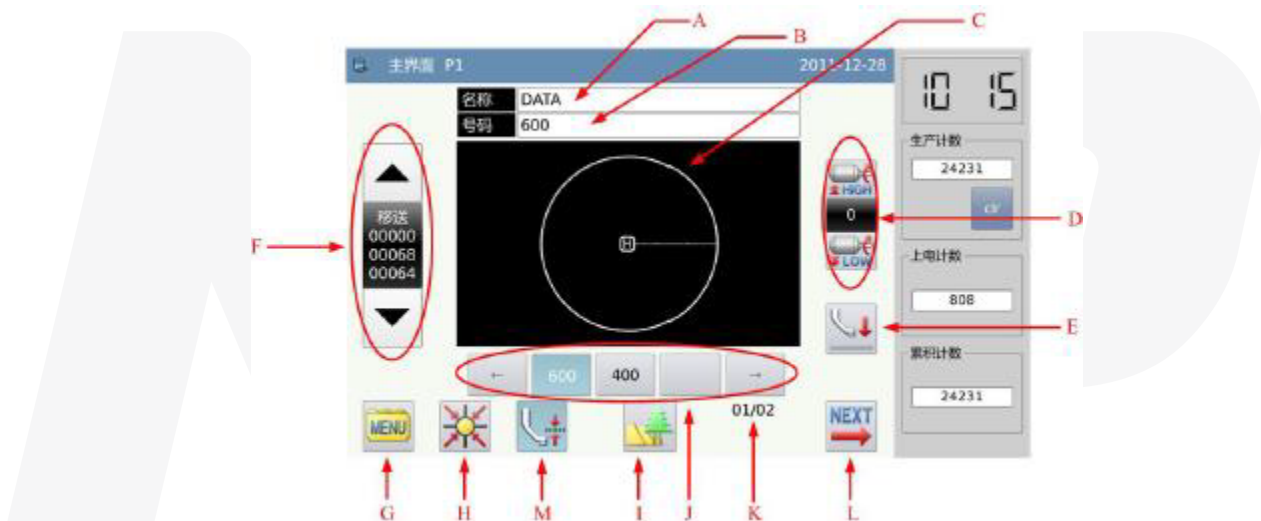 A
B
C
主界面 P1
2011-12-28
名称 DATA
号码 600
10 15
生产计数
24231
clr
HIGH
0
LOW
D
F
移送
00000
00068
00064
上电计数
808
E
累积计数
24231
← 600 400 →
01/02
MENU
NEXT
G
H
M
I
J
K
L